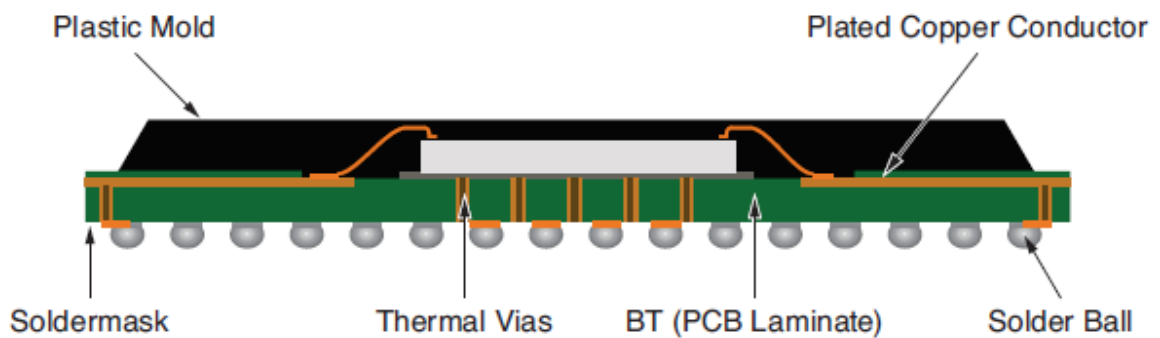 Plastic Mold
Plated Copper Conductor
Soldermask
Thermal Vias
BT (PCB Laminate)
Solder Ball